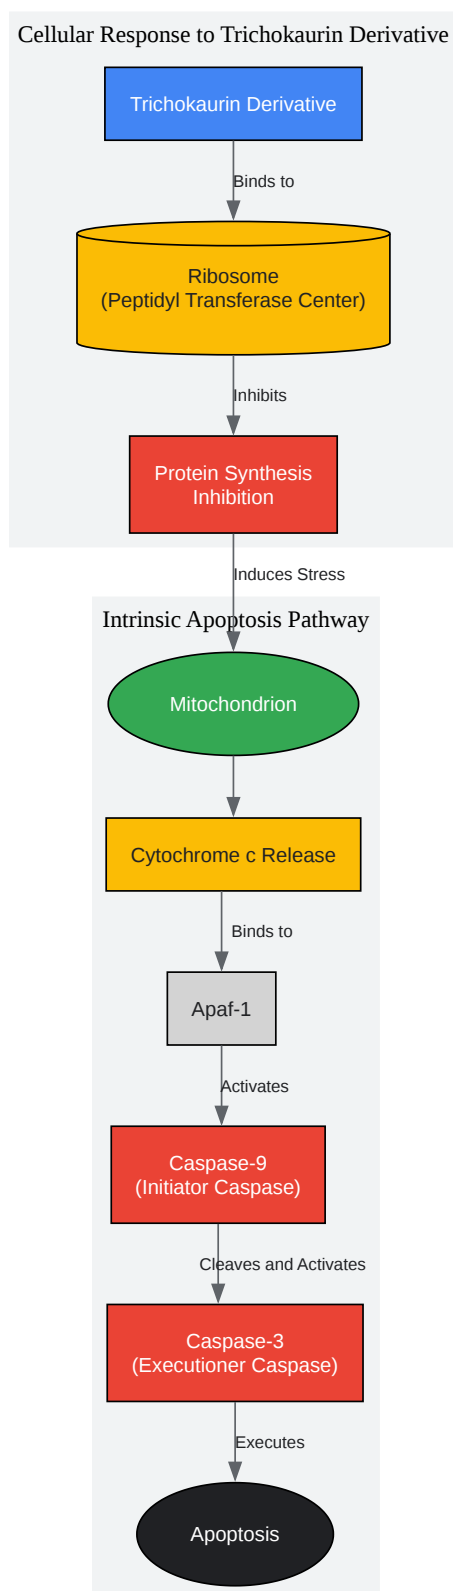 Cellular Response to Trichokaurin Derivative
Trichokaurin Derivative
Binds to
Ribosome
(Peptidyl Transferase Center)
Inhibits
Protein Synthesis
Inhibition
Induces Stress
Intrinsic Apoptosis Pathway
Mitochondrion
Cytochrome c Release
Binds to
Apaf-1
Activates
Caspase-9
(Initiator Caspase)
Cleaves and Activates
Caspase-3
(Executioner Caspase)
Executes
Apoptosis